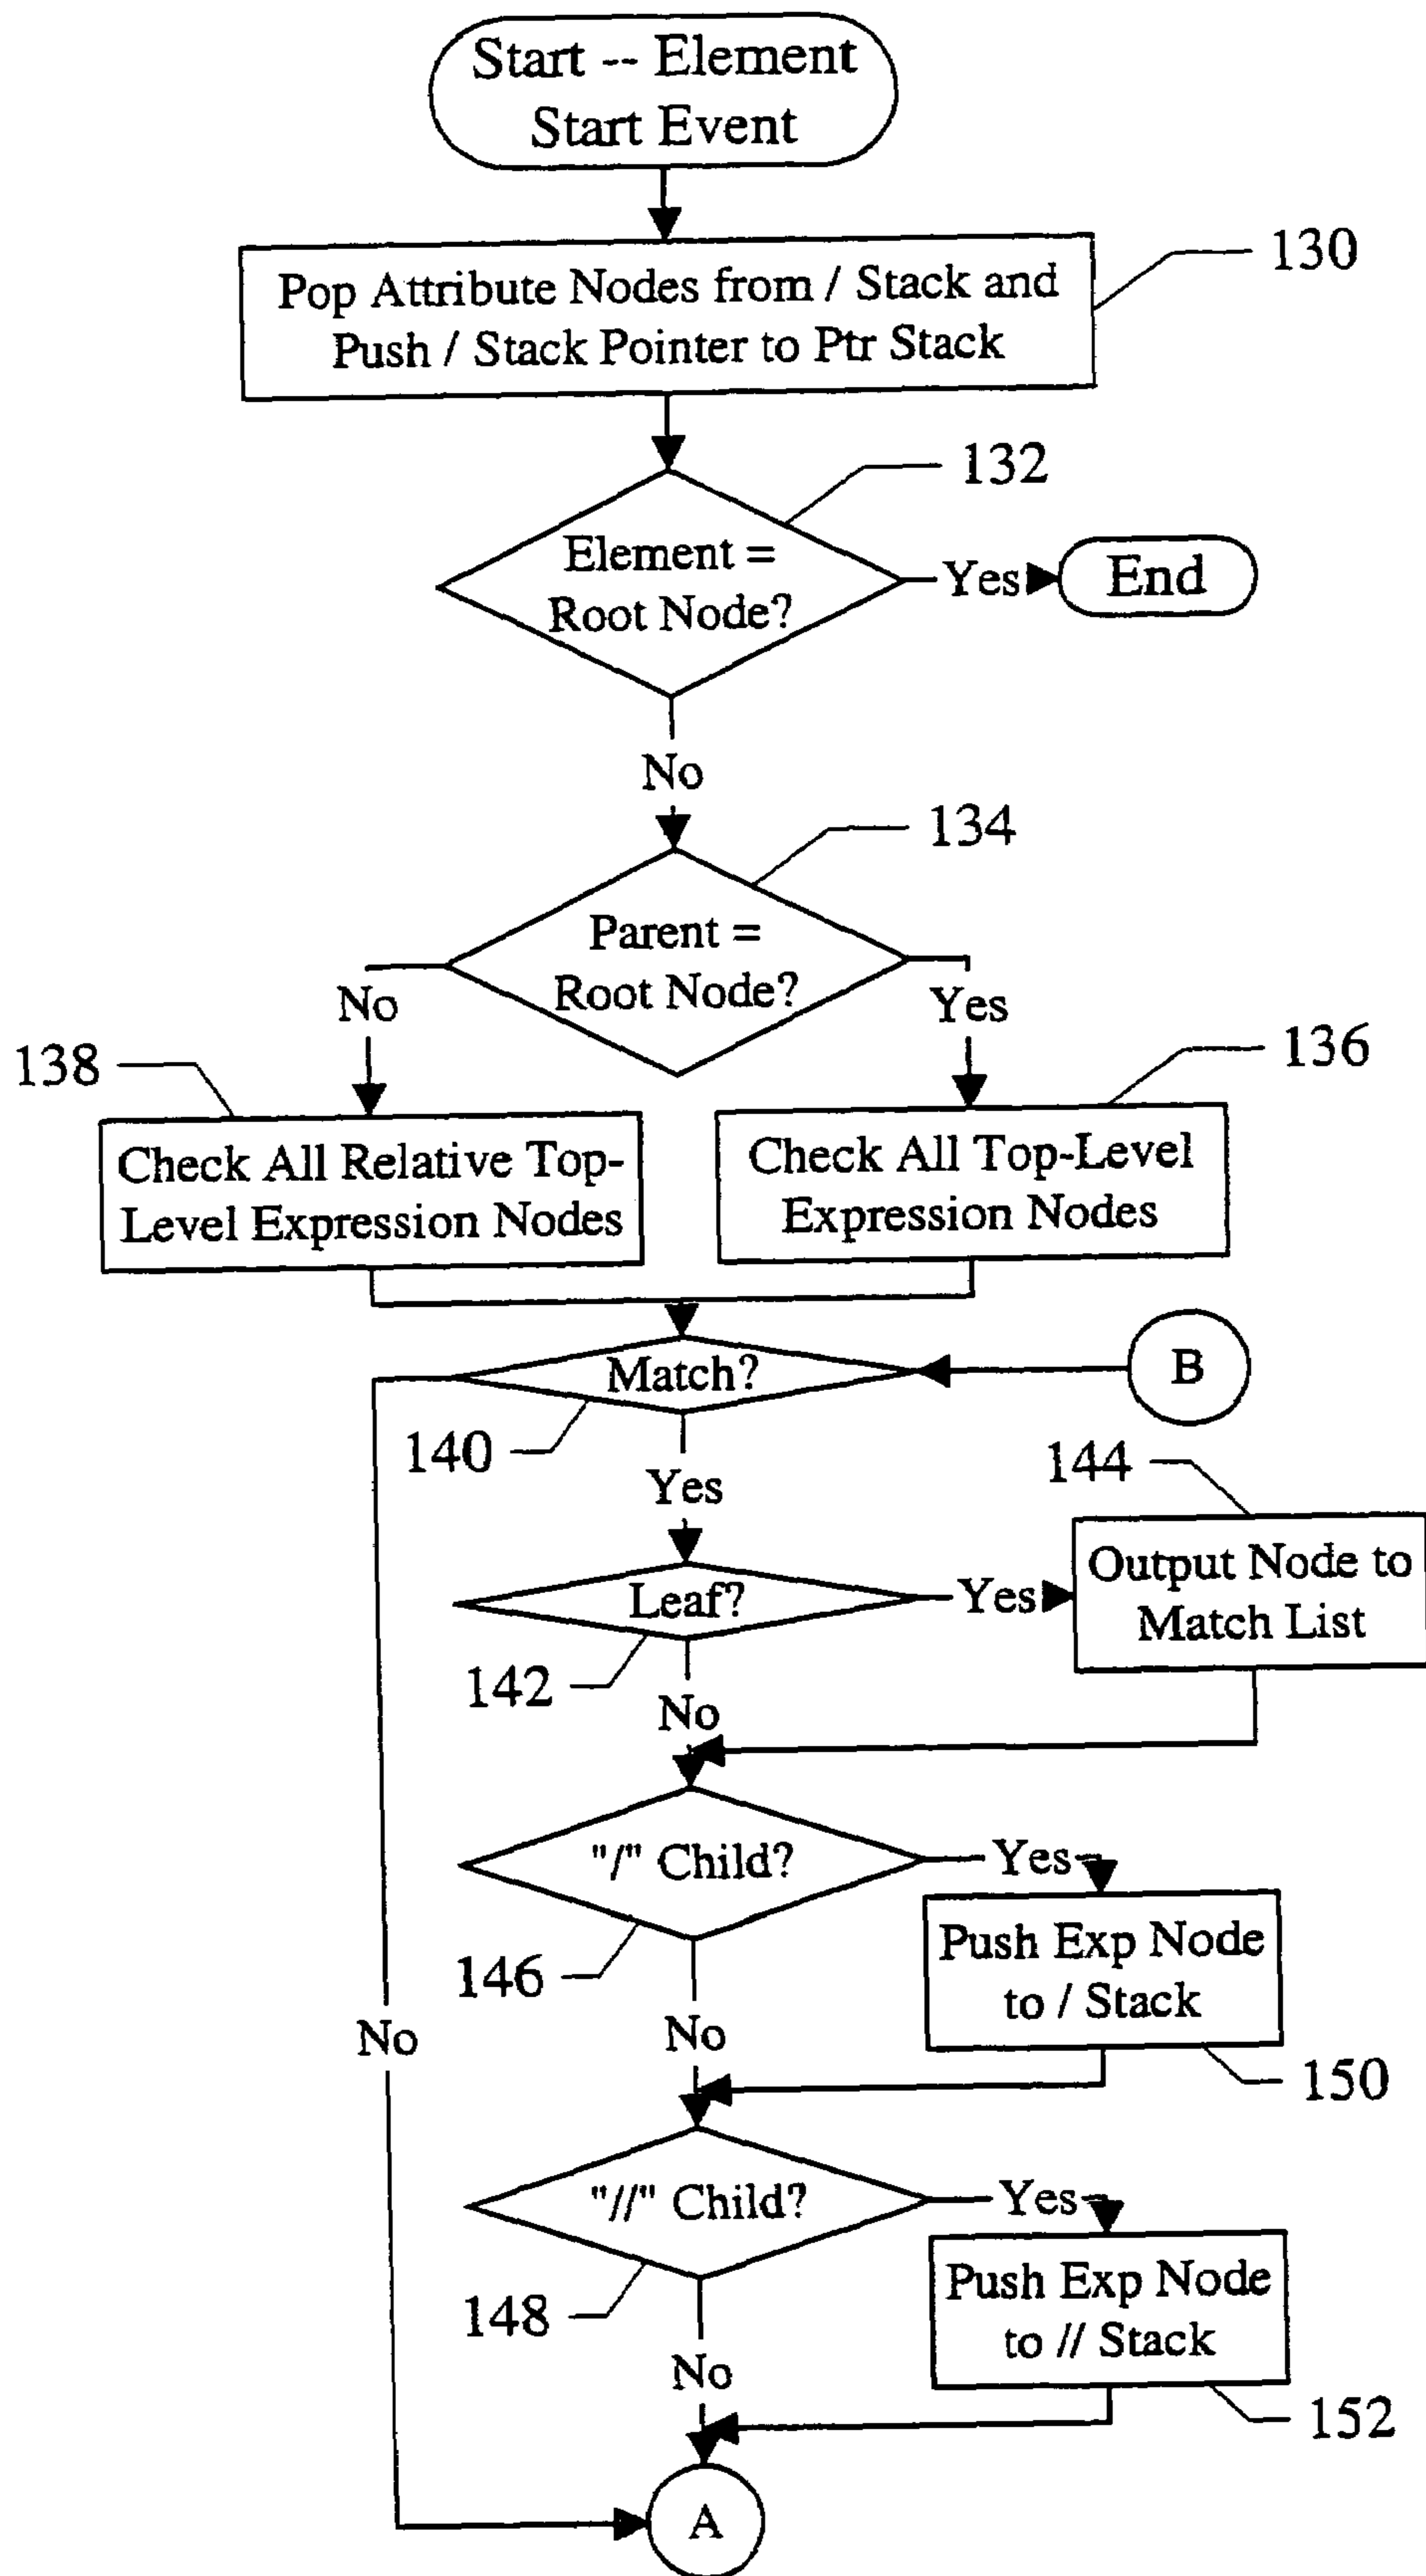 Start -- Element
Start Event
Pop Attribute Nodes from / Stack and
Push / Stack Pointer to Ptr Stack
130
132
Element =
Root Node?
Yes
End
No
134
Parent =
Root Node?
No
Yes
138
136
Check All Relative Top-
Level Expression Nodes
Check All Top-Level
Expression Nodes
Match?
B
140
Yes
144
Leaf?
Yes
Output Node to
Match List
142
No
"/" Child?
Yes
Push Exp Node
to / Stack
146
No
No
150
"//" Child?
Yes
Push Exp Node
to // Stack
148
No
152
A